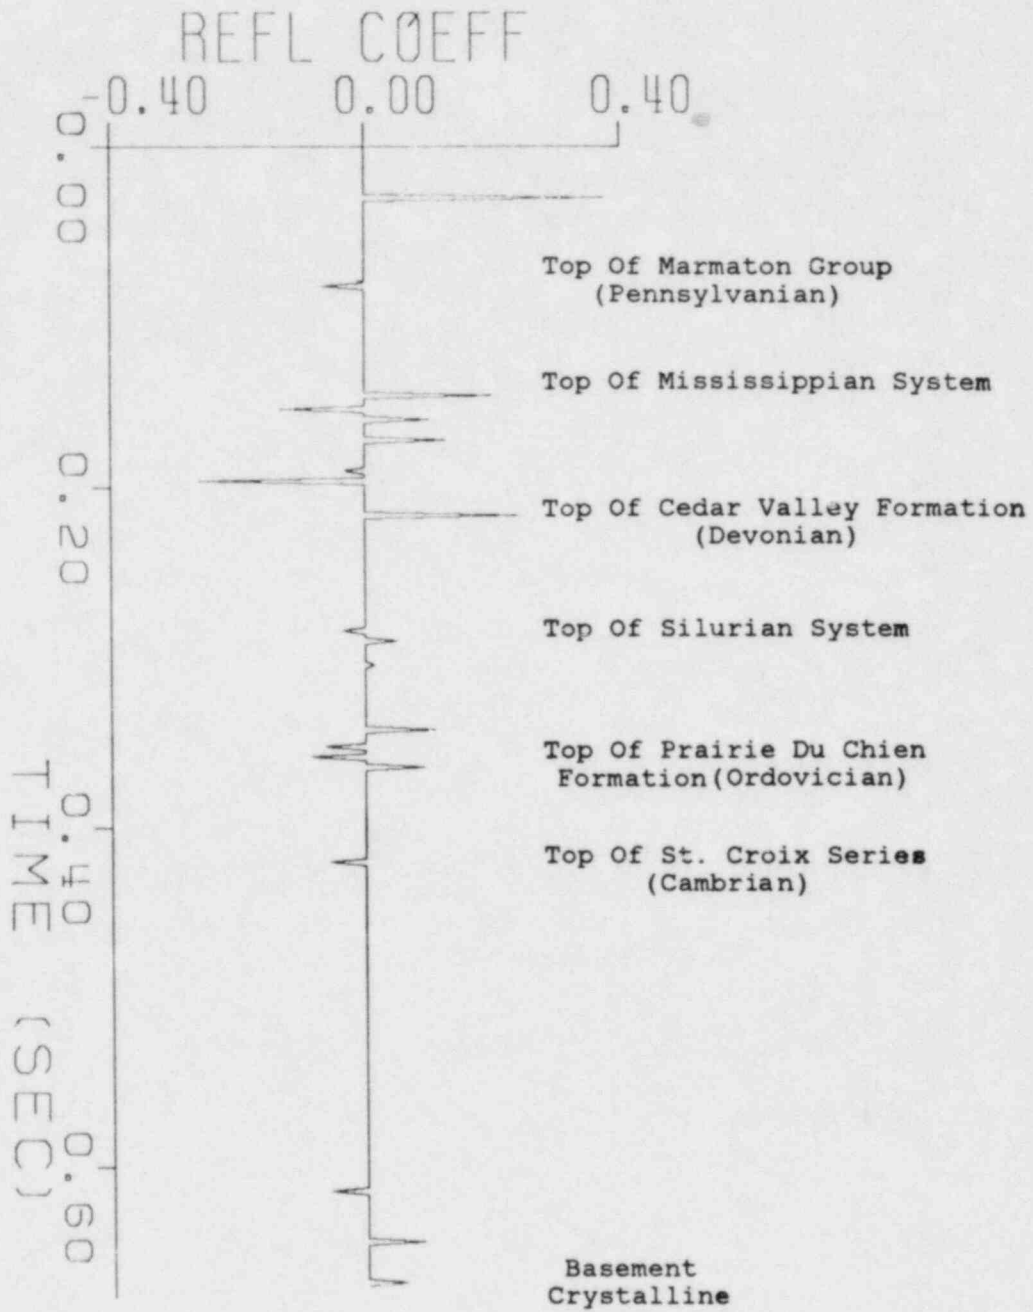 REFL COEFF
-0.40 0.00 0.40
0.00
Top Of Marmaton Group
(Pennsylvanian)
Top Of Mississippian System
0.20
Top Of Cedar Valley Formation
(Devonian)
Top Of Silurian System
Top Of Prairie Du Chien
Formation(Ordovician)
0.40
Top Of St. Croix Series
(Cambrian)
TIME (SEC)
0.60
Basement
Crystalline